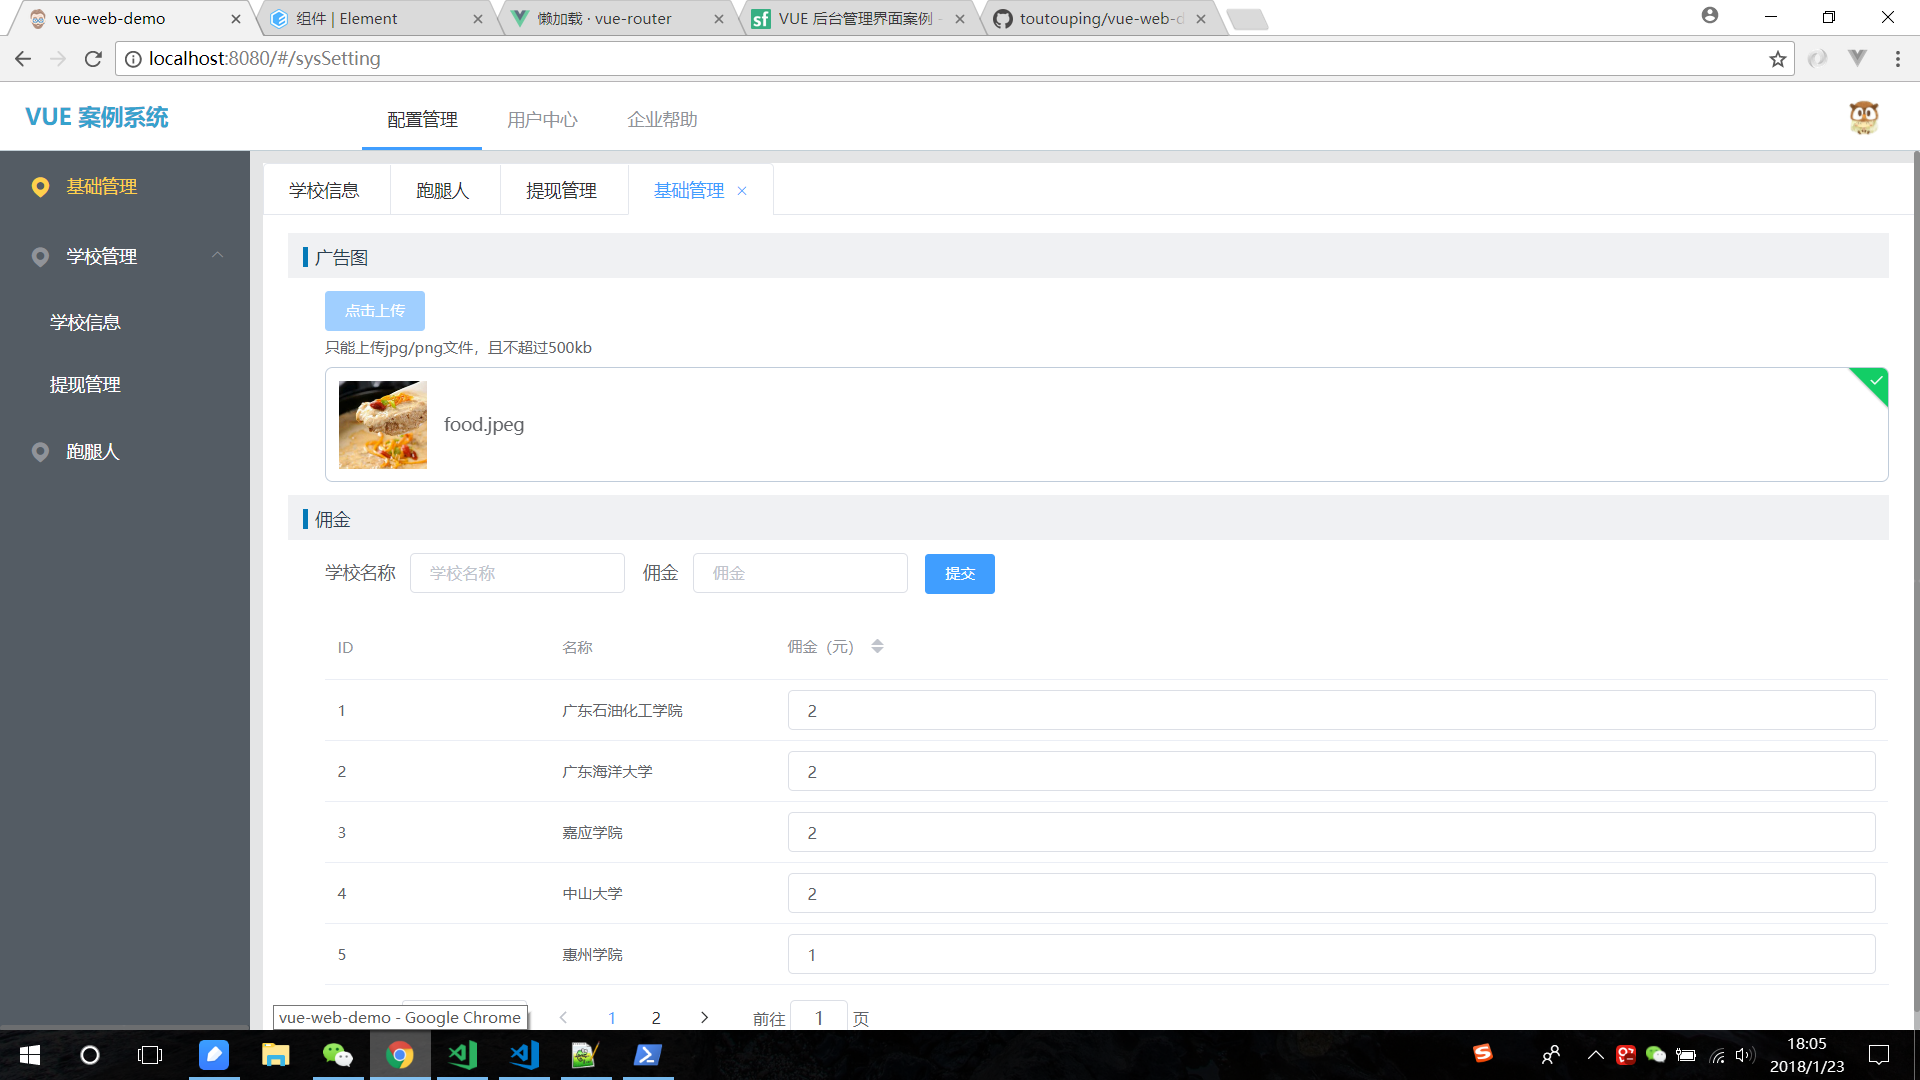 vue-web-demo
组件 | Element
懒加载 · vue-router
VUE 后台管理界面案例 -
toutouping/vue-web-d
localhost:8080/#/sysSetting
VUE 案例系统
配置管理
用户中心
企业帮助
基础管理
学校管理
学校信息
提现管理
跑腿人
学校信息
跑腿人
提现管理
基础管理
广告图
点击上传
只能上传jpg/png文件，且不超过500kb
food.jpeg
佣金
学校名称
学校名称
佣金
佣金
提交
ID
名称
佣金（元）
1
广东石油化工学院
2
2
广东海洋大学
2
3
嘉应学院
2
4
中山大学
2
5
惠州学院
1
1
2
前往
1
页
vue-web-demo - Google Chrome
18:05
2018/1/23